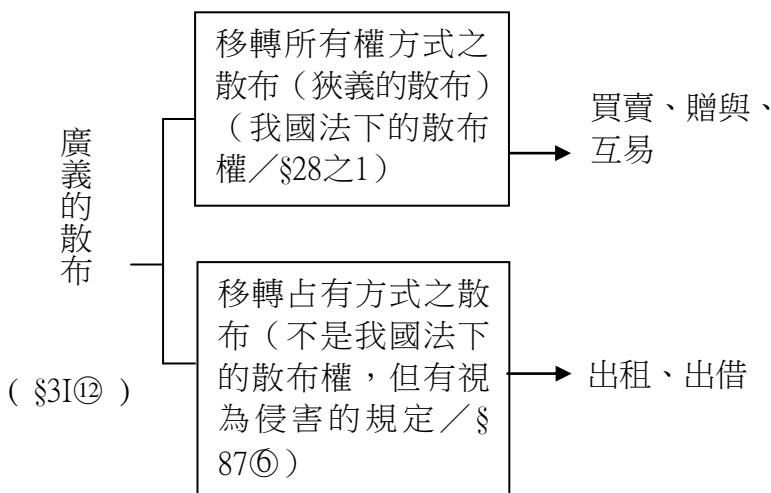 廣義的散布
( §3I⑫ )
移轉所有權方式之
散布（狹義的散布）
（我國法下的散布
權／§28之1）
買賣、贈與、
互易
移轉占有方式之散
布（不是我國法下
的散布權，但有視
為侵害的規定／§
87⑥）
出租、出借